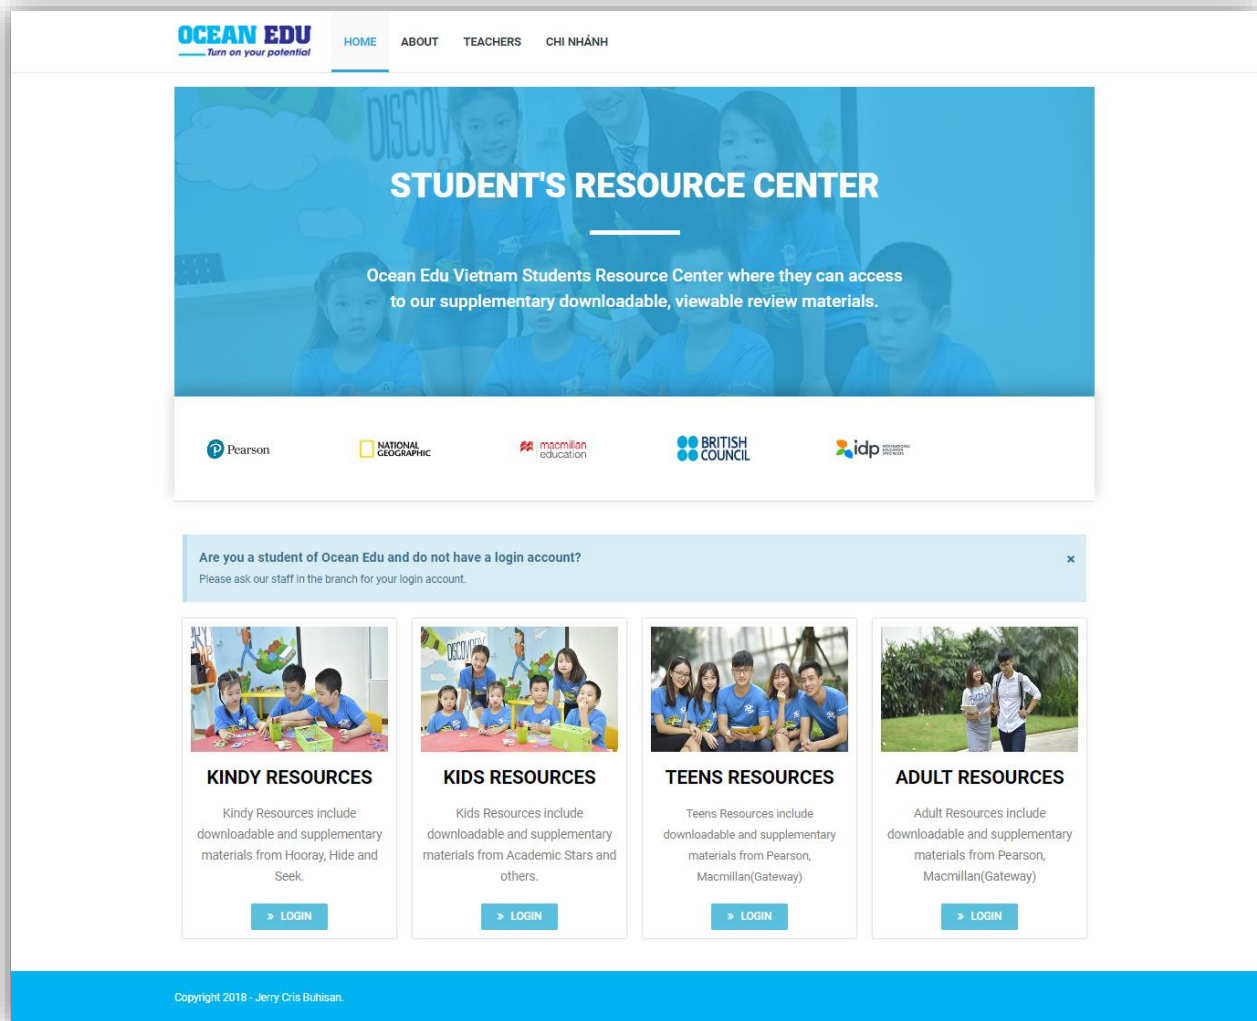 OCEAN EDU
Turn on your potential
HOME
ABOUT
TEACHERS
CHI NHÁNH
DISCOV
STUDENT'S RESOURCE CENTER
Ocean Edu Vietnam Students Resource Center where they can access
to our supplementary downloadable, viewable review materials.
Pearson
NATIONAL
GEOGRAPHIC
macmillan
education
BRITISH
COUNCIL
idp
Are you a student of Ocean Edu and do not have a login account?
×
Please ask our staff in the branch for your login account.
DISCOVERY
KINDY RESOURCES
Kindy Resources include
downloadable and supplementary
materials from Hooray, Hide and
Seek.
» LOGIN
KIDS RESOURCES
Kids Resources include
downloadable and supplementary
materials from Academic Stars and
others.
» LOGIN
TEENS RESOURCES
Teens Resources include
downloadable and supplementary
materials from Pearson,
Macmillan(Gateway)
» LOGIN
ADULT RESOURCES
Adult Resources include
downloadable and supplementary
materials from Pearson,
Macmillan(Gateway)
» LOGIN
Copyright 2018 - Jerry Cris Buhisan.